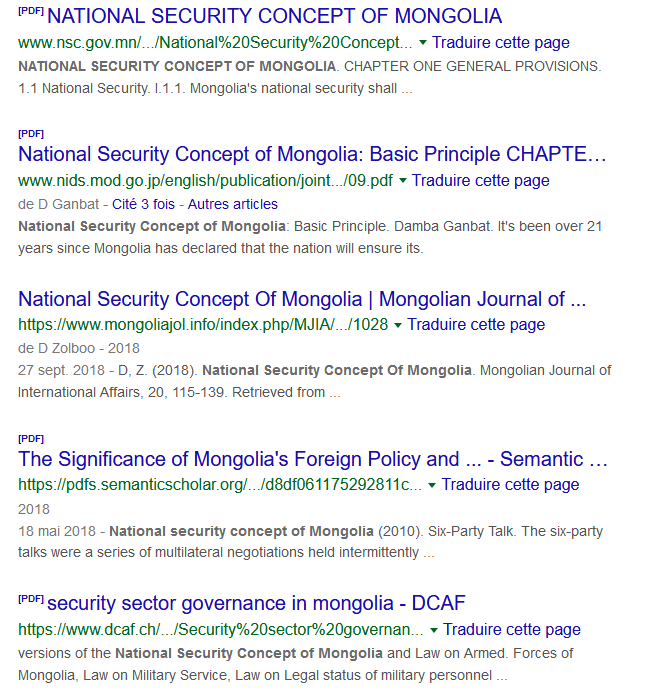 [PDF] NATIONAL SECURITY CONCEPT OF MONGOLIA
www.nsc.gov.mn/.../National%20Security%20Concept... ▼ Traduire cette page
NATIONAL SECURITY CONCEPT OF MONGOLIA. CHAPTER ONE GENERAL PROVISIONS.
1.1 National Security. l.1.1. Mongolia's national security shall ...
[PDF]
National Security Concept of Mongolia: Basic Principle CHAPTE...
www.nids.mod.go.jp/english/publication/joint.../09.pdf ▼ Traduire cette page
de D Ganbat - Cité 3 fois - Autres articles
National Security Concept of Mongolia: Basic Principle. Damba Ganbat. It's been over 21
years since Mongolia has declared that the nation will ensure its.
National Security Concept Of Mongolia | Mongolian Journal of ...
https://www.mongoliajol.info/index.php/MJIA/.../1028 ▼ Traduire cette page
de D Zolboo - 2018
27 sept. 2018 - D, Z. (2018). National Security Concept Of Mongolia. Mongolian Journal of
International Affairs, 20, 115-139. Retrieved from ...
[PDF]
The Significance of Mongolia's Foreign Policy and ... - Semantic ...
https://pdfs.semanticscholar.org/.../d8df061175292811c... ▼ Traduire cette page
2018
18 mai 2018 - National security concept of Mongolia (2010). Six-Party Talk. The six-party
talks were a series of multilateral negotiations held intermittently ...
[PDF] security sector governance in mongolia - DCAF
https://www.dcaf.ch/.../Security%20sector%20governan... ▼ Traduire cette page
versions of the National Security Concept of Mongolia and Law on Armed. Forces of
Mongolia, Law on Military Service, Law on Legal status of military personnel ...